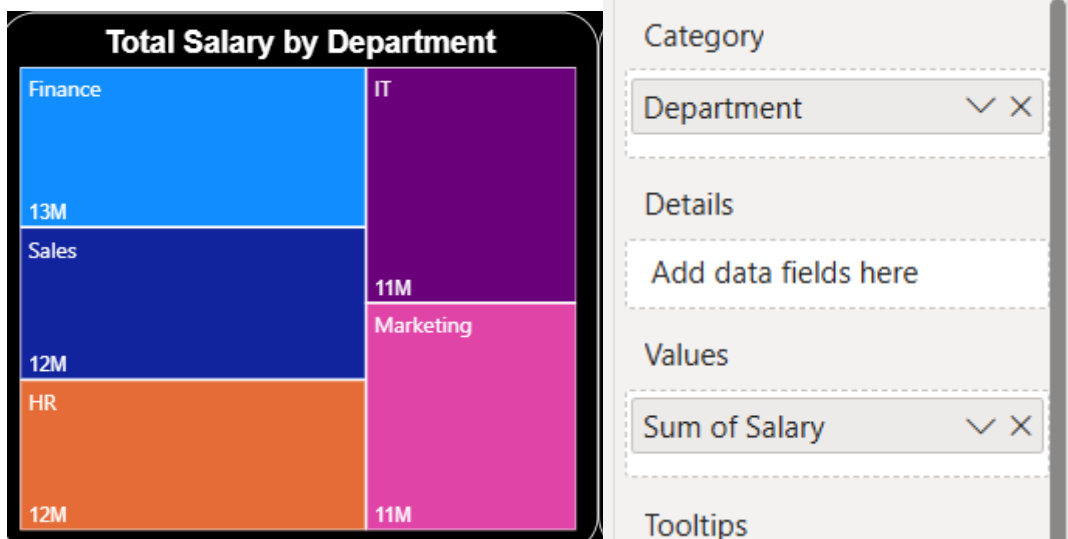 Total Salary by Department
Finance
13M
Sales
12M
HR
12M
IT
11M
Marketing
11M
Category
Department
Details
Add data fields here
Values
Sum of Salary
Tooltips